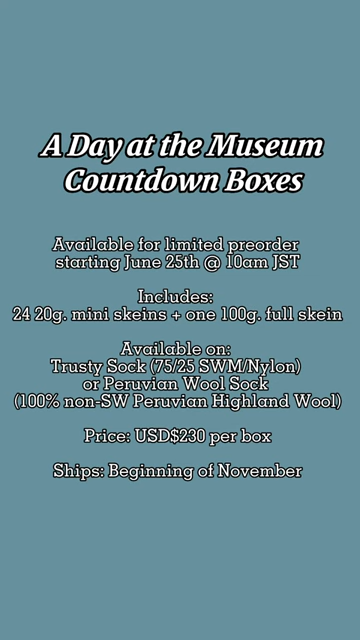 A Day at the Museum
Countdown Boxes
Available for limited preorder
starting June 25th @ 10am JST
Includes:
24 20g. mini skeins + one 100g. full skein
Available on:
Trusty Sock (75/25 SWM/Nylon)
or Peruvian Wool Sock
(100% non-SW Peruvian Highland Wool)
Price: USD$230 per box
Ships: Beginning of November